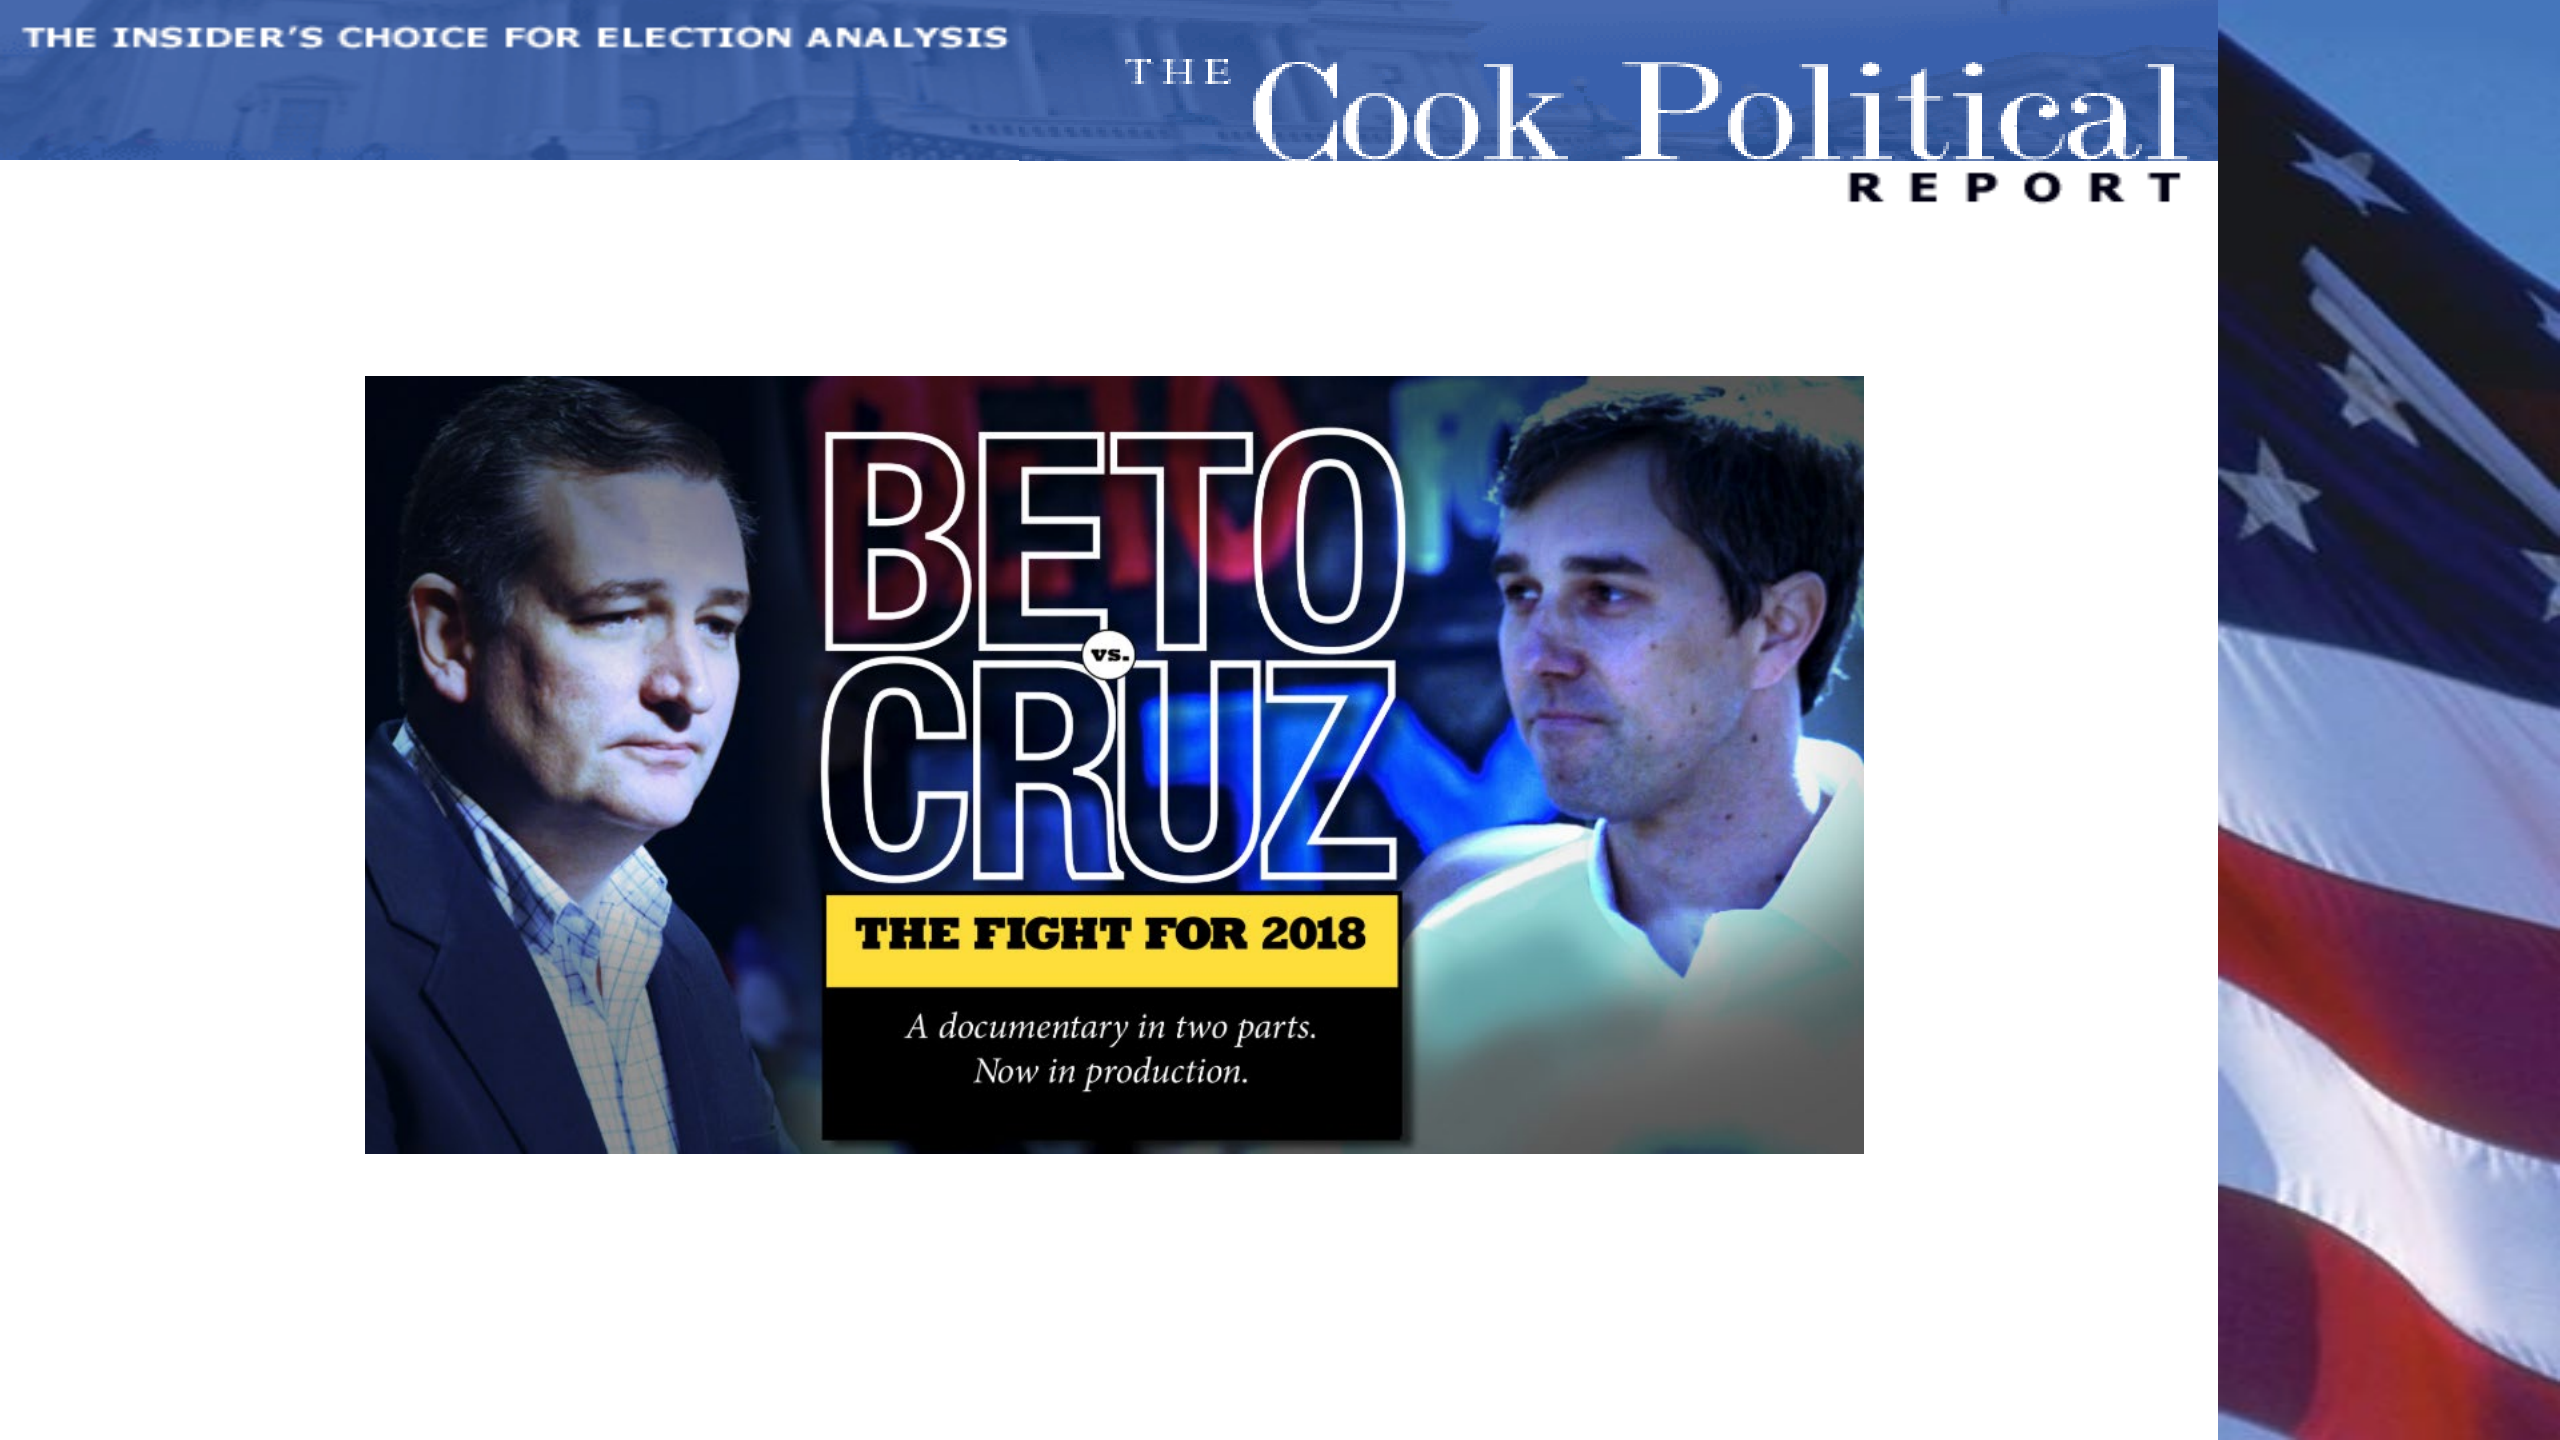 THE INSIDER'S CHOICE FOR ELECTION ANALYSIS
THE Cook Political
REPORT
BETO
vs.
CRUZ
THE FIGHT FOR 2018
A documentary in two parts.
Now in production.